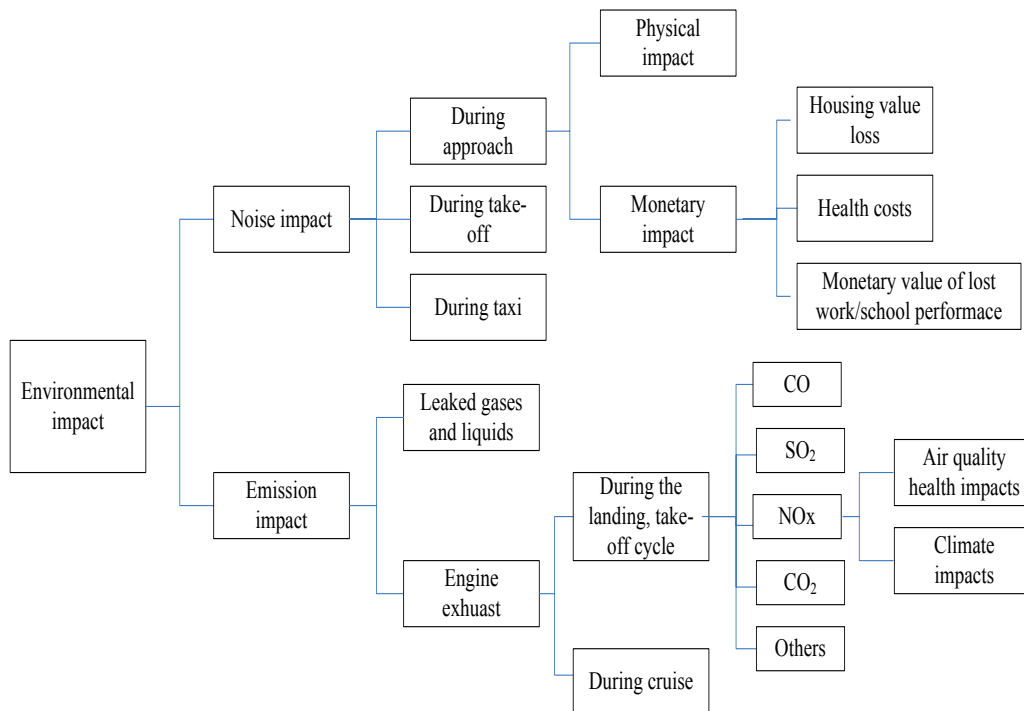 Physical
impact
During
approach
Housing value
loss
Noise impact
During take-
off
Monetary
impact
Health costs
During taxi
Monetary value of lost
work/school performace
Environmental
impact
Leaked gases
and liquids
CO
SO₂
Emission
impact
During the
landing, take-
off cycle
NOx
Air quality
health impacts
Climate
impacts
Engine
exhuast
CO₂
Others
During cruise